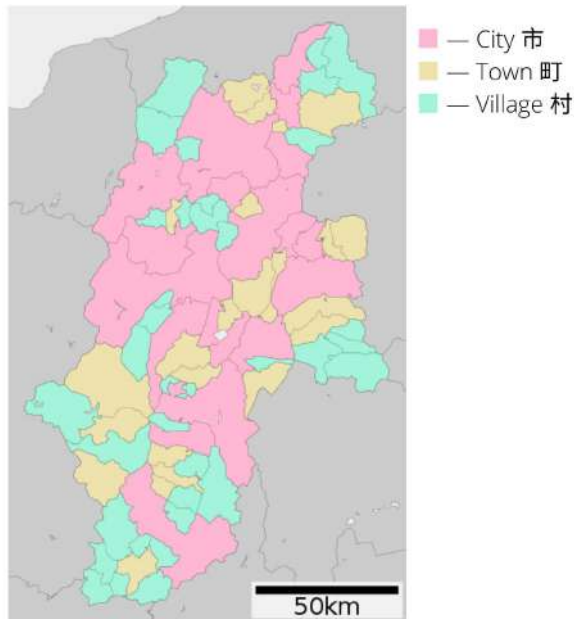 — City 市
— Town 町
— Village 村
50km